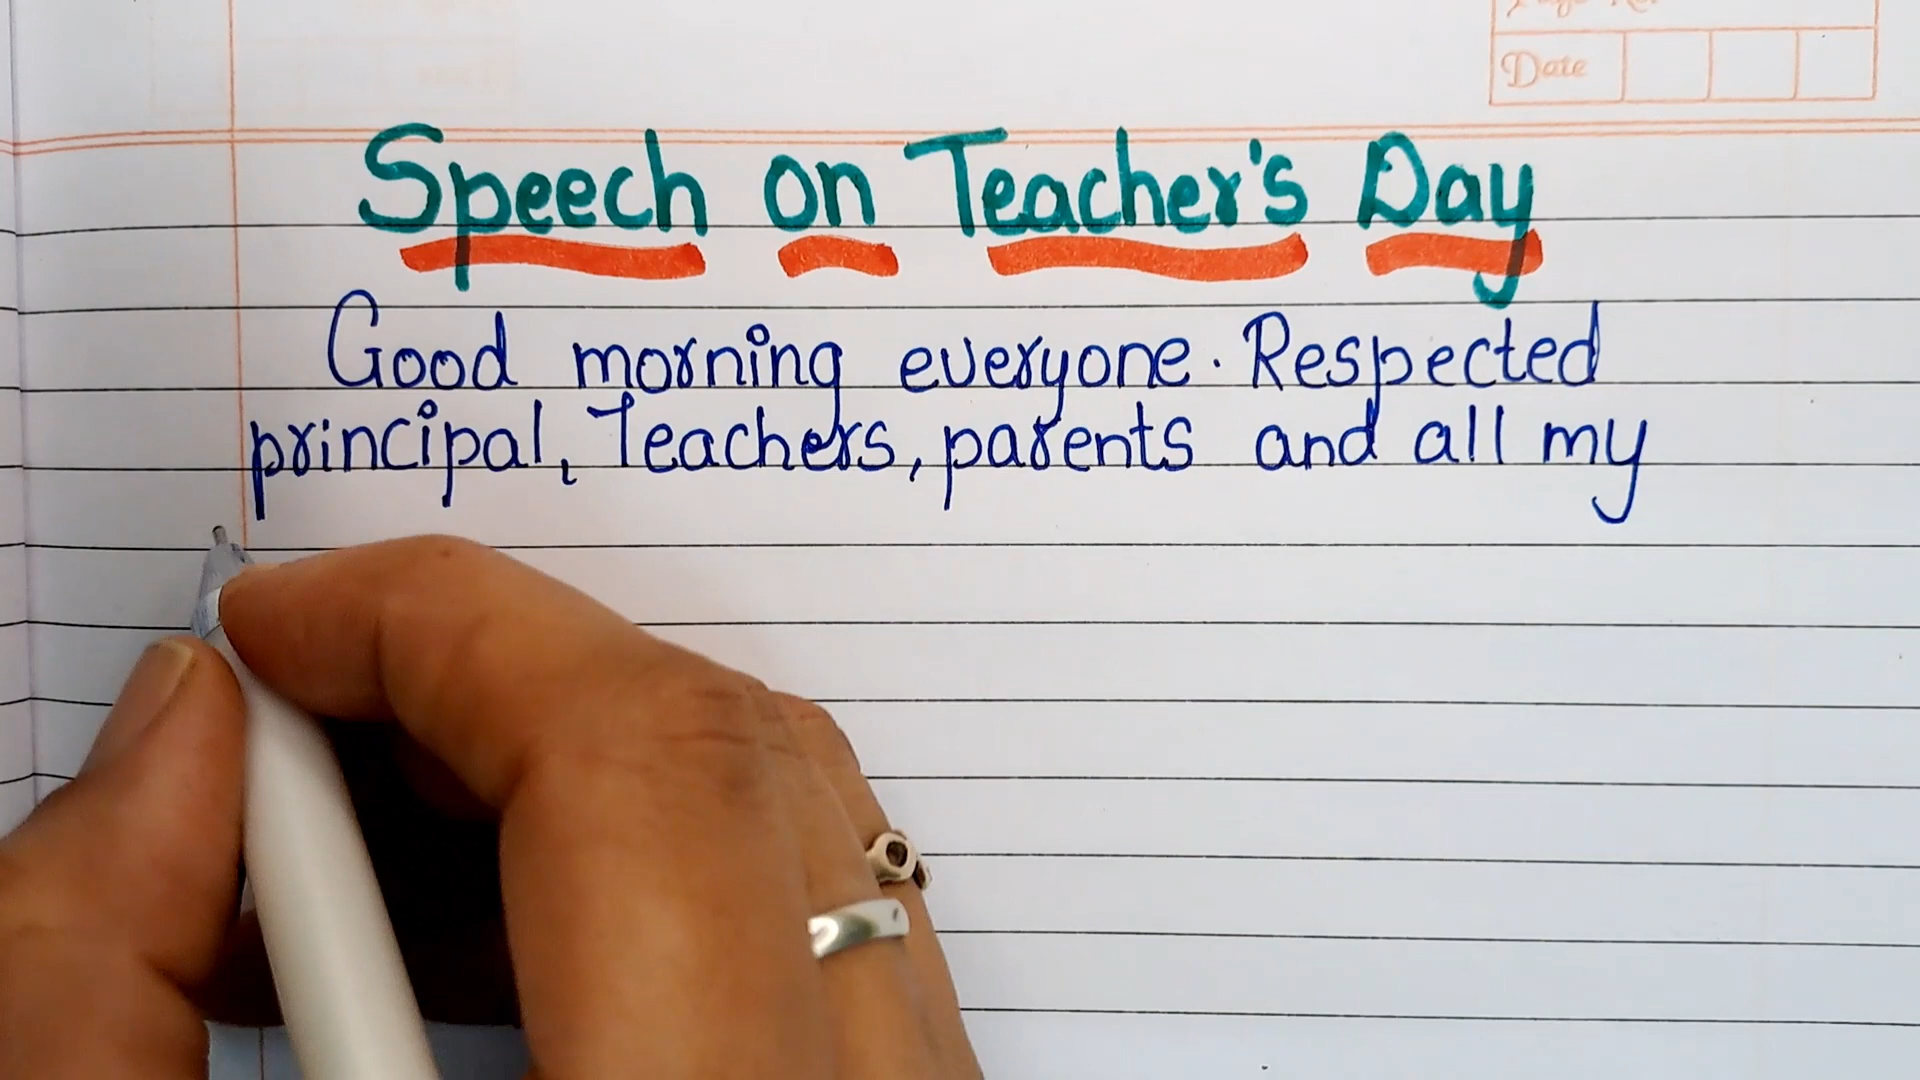 Date
Speech on Teacher's Day
Good morning everyone. Respected
principal, Teachers, parents and all my